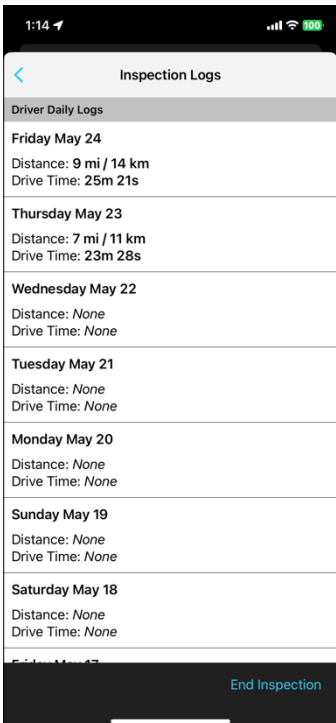 1:14
100
Inspection Logs
Driver Daily Logs
Friday May 24
Distance: 9 mi / 14 km
Drive Time: 25m 21s
Thursday May 23
Distance: 7 mi / 11 km
Drive Time: 23m 28s
Wednesday May 22
Distance: None
Drive Time: None
Tuesday May 21
Distance: None
Drive Time: None
Monday May 20
Distance: None
Drive Time: None
Sunday May 19
Distance: None
Drive Time: None
Saturday May 18
Distance: None
Drive Time: None
Friday May 17
End Inspection